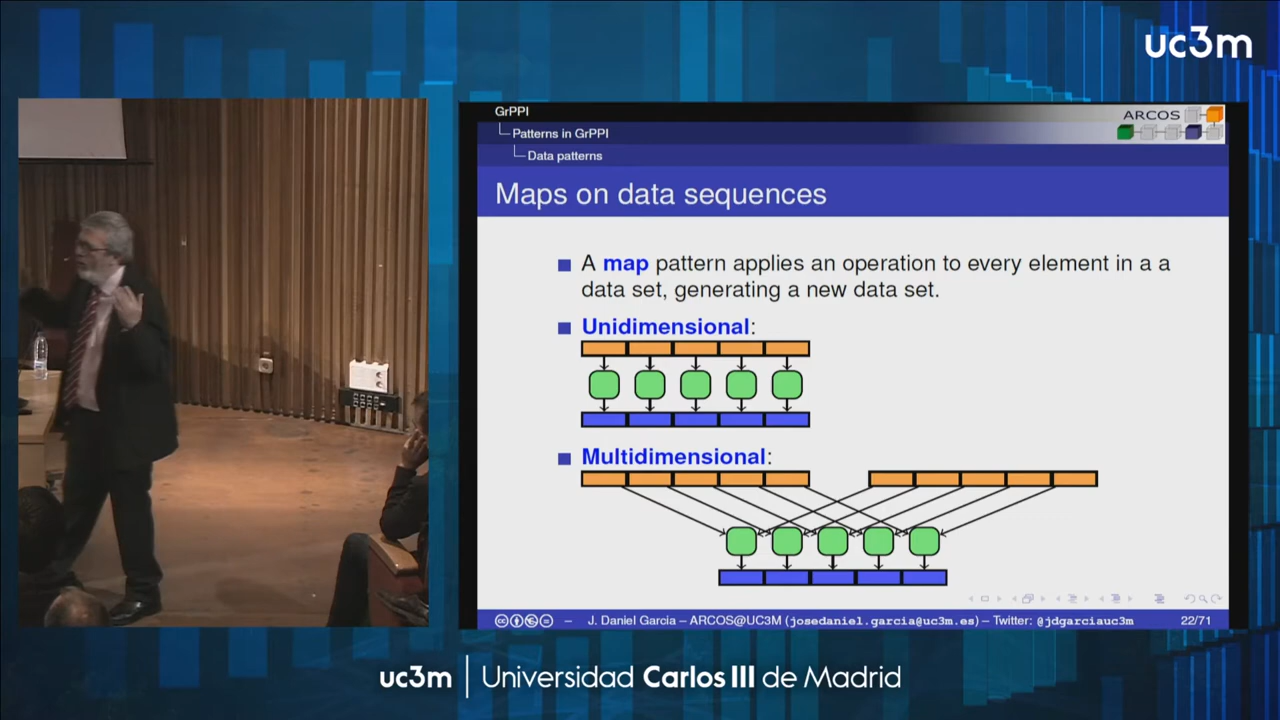 uc3m
GrPPI
Patterns in GrPPI
Data patterns
ARCOS
Maps on data sequences
A map pattern applies an operation to every element in a a
data set, generating a new data set.
Unidimensional:
Multidimensional:
J. Daniel Garcia – ARCOS@UC3M (josedaniel.garcia@uc3m.es) – Twitter: @jdgarciauc3m
22/71
uc3m | Universidad Carlos III de Madrid